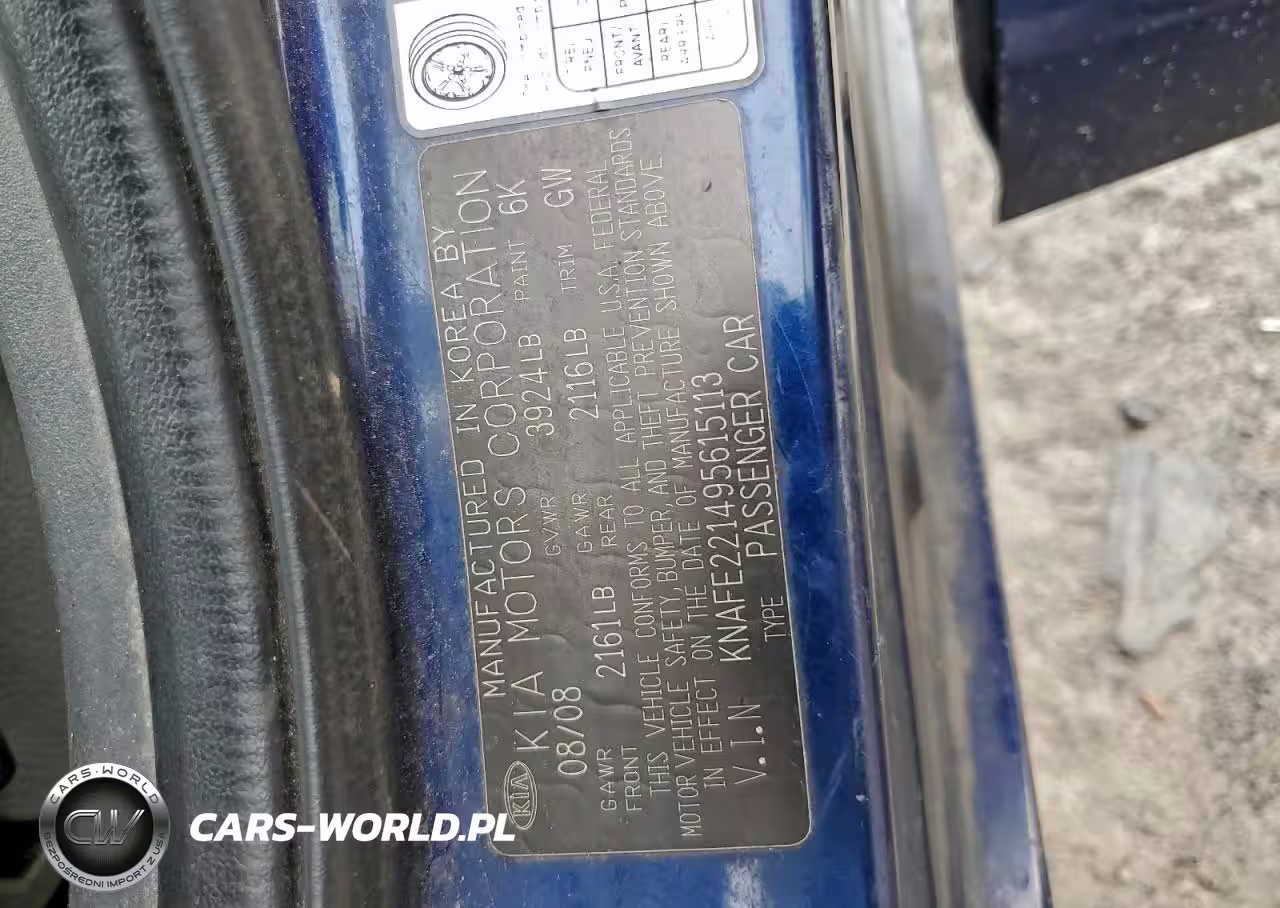 FRONT/
AVANT
REAR/
MANUFACTURED IN KOREA BY
KIA KIA MOTORS CORPORATION
08/08 GVWR 3924LB PAINT 6K
GAWR FRONT 2161LB GAWR REAR 2116LB TRIM GW
THIS VEHICLE CONFORMS TO ALL APPLICABLE U.S.A. FEDERAL
MOTOR VEHICLE SAFETY, BUMPER, AND THEFT PREVENTION STANDARDS
IN EFFECT ON THE DATE OF MANUFACTURE SHOWN ABOVE
V.I.N KNAFE221495615113
TYPE PASSENGER CAR
CARS-WORLD
CW
BEZPOŚREDNI IMPORT Z USA
CARS-WORLD.PL